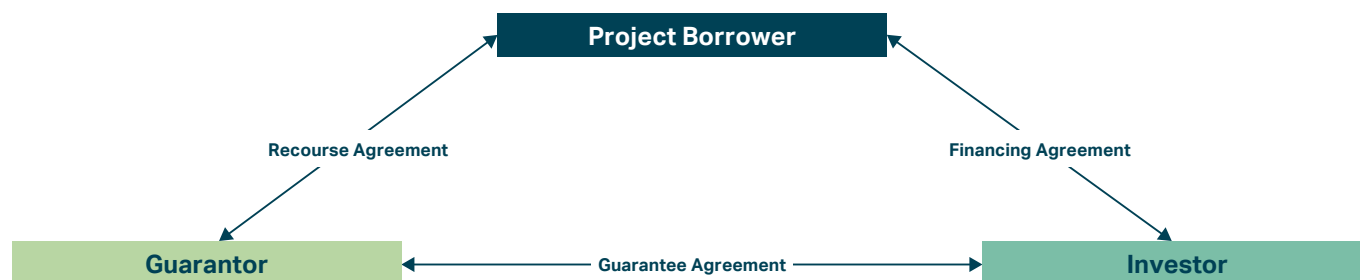 Project Borrower
Recourse Agreement
Financing Agreement
Guarantor
Guarantee Agreement
Investor